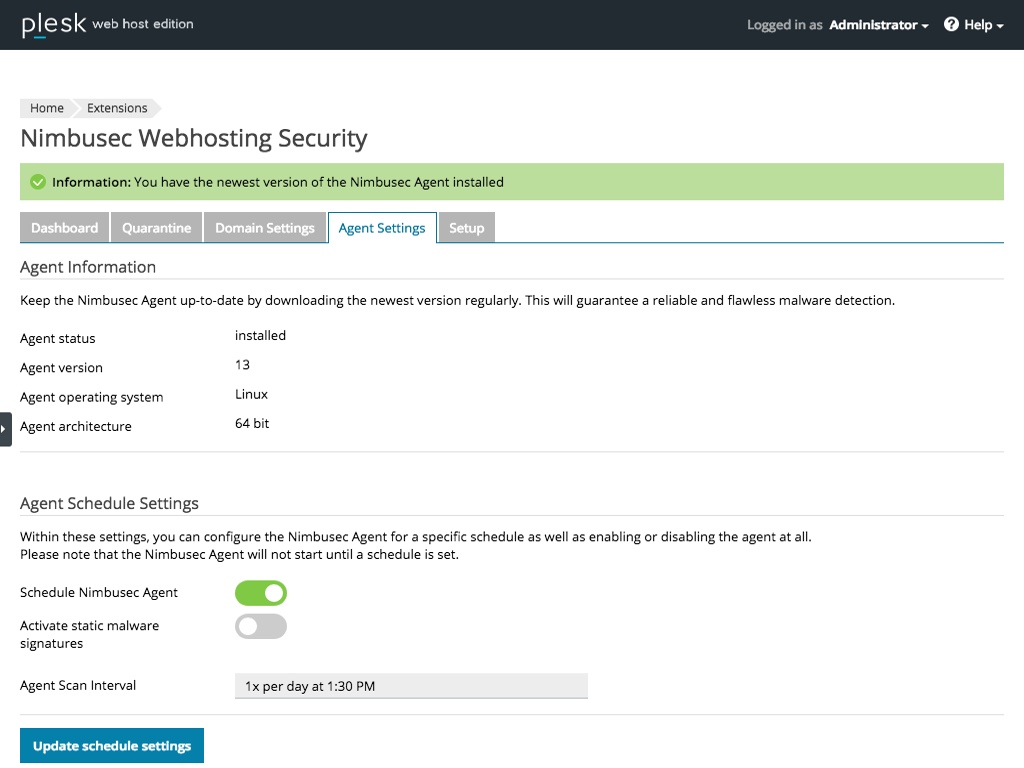 plesk web host edition
Logged in as Administrator
Help
Home
Extensions
Nimbusec Webhosting Security
Information: You have the newest version of the Nimbusec Agent installed
Dashboard
Quarantine
Domain Settings
Agent Settings
Setup
Agent Information
Keep the Nimbusec Agent up-to-date by downloading the newest version regularly. This will guarantee a reliable and flawless malware detection.
Agent status installed
Agent version 13
Agent operating system Linux
Agent architecture 64 bit
Agent Schedule Settings
Within these settings, you can configure the Nimbusec Agent for a specific schedule as well as enabling or disabling the agent at all.
Please note that the Nimbusec Agent will not start until a schedule is set.
Schedule Nimbusec Agent
Activate static malware
signatures
Agent Scan Interval 1x per day at 1:30 PM
Update schedule settings